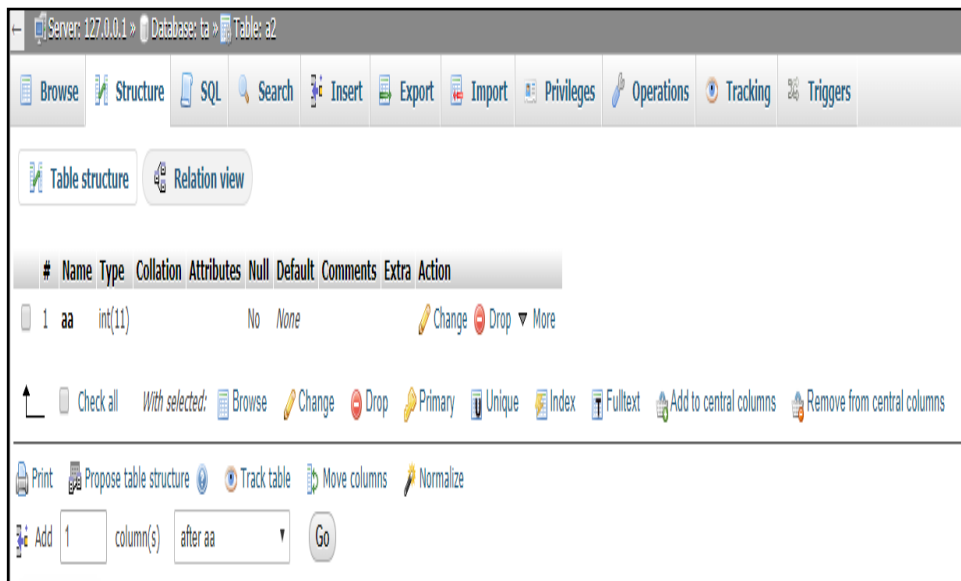 Server: 127.0.0.1 » Database: ta » Table: a2
Browse Structure SQL Search Insert Export Import Privileges Operations Tracking Triggers
Table structure Relation view
# Name Type Collation Attributes Null Default Comments Extra Action
1 aa int(11) No None Change Drop More
Check all With selected: Browse Change Drop Primary Unique Index Fulltext Add to central columns Remove from central columns
Print Propose table structure Track table Move columns Normalize
Add 1 column(s) after aa Go